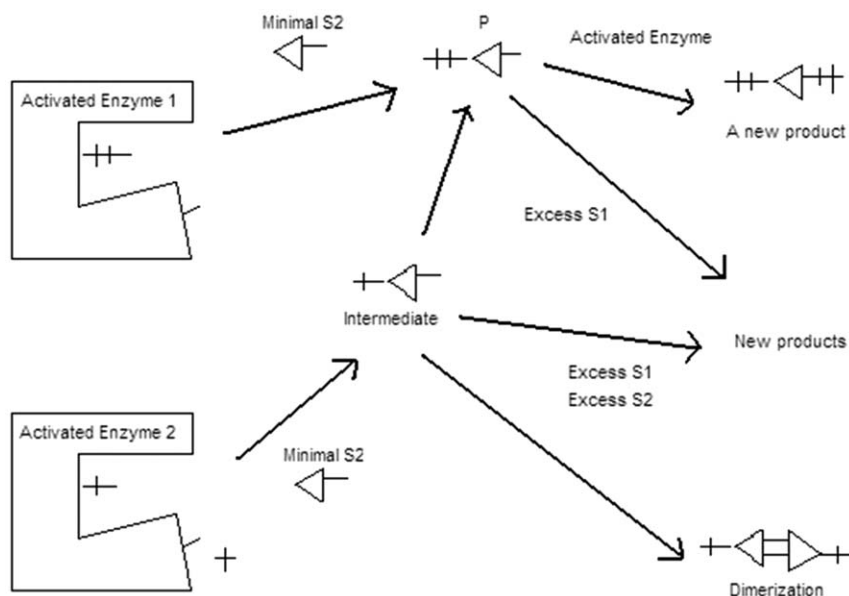 Minimal S2
P
Activated Enzyme
Activated Enzyme 1
A new product
Excess S1
Intermediate
New products
Excess S1
Excess S2
Activated Enzyme 2
Minimal S2
Dimerization